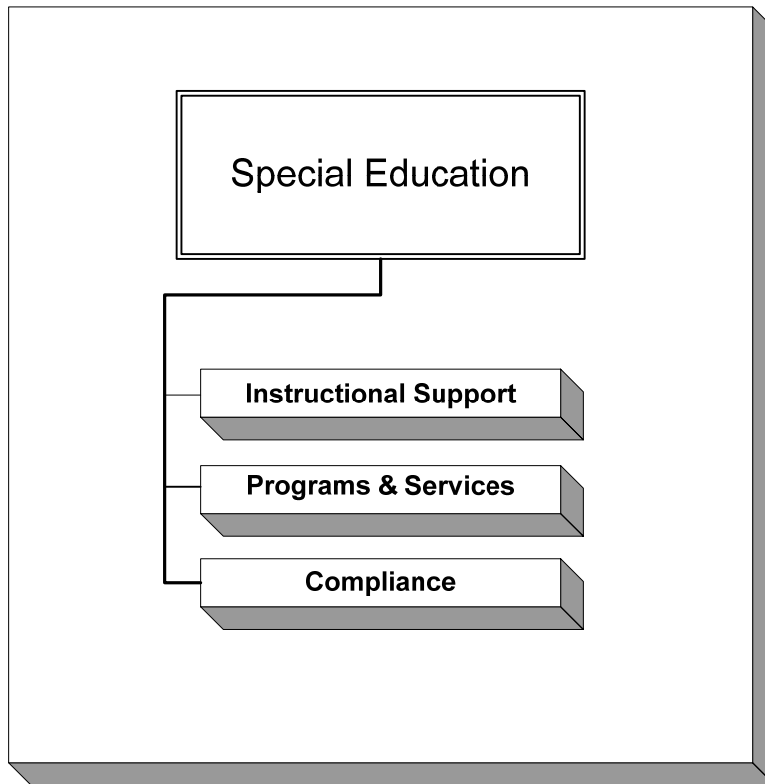 Special Education
Instructional Support
Programs & Services
Compliance